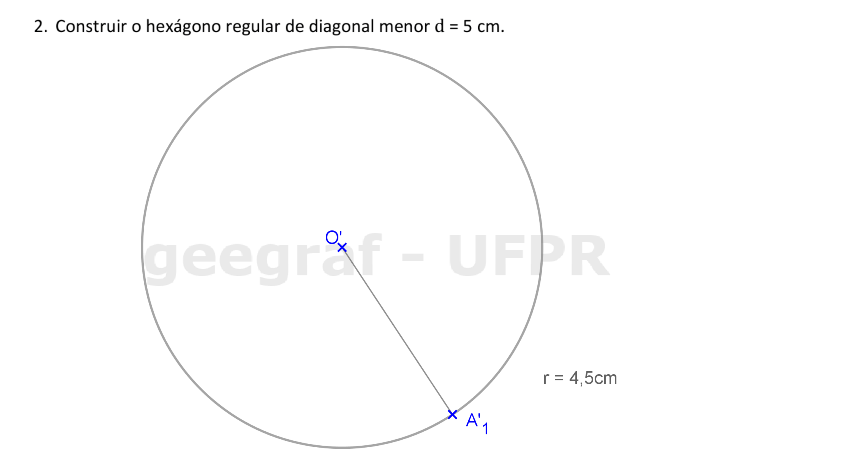 2. Construir o hexágono regular de diagonal menor d = 5 cm.
O'
geegraf - UFPR
r = 4,5cm
A'1